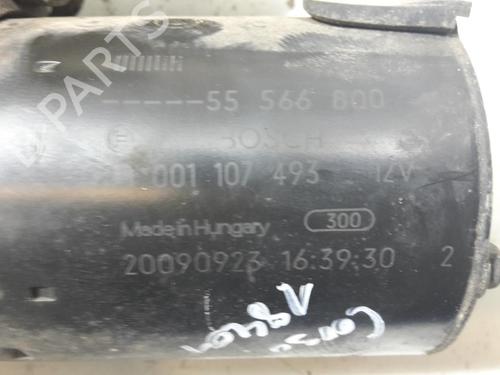 -----55 566 800
BOSCH
001 107 493 12V
Made in Hungary 300
20090923 16:39:30 2
B-PARTS